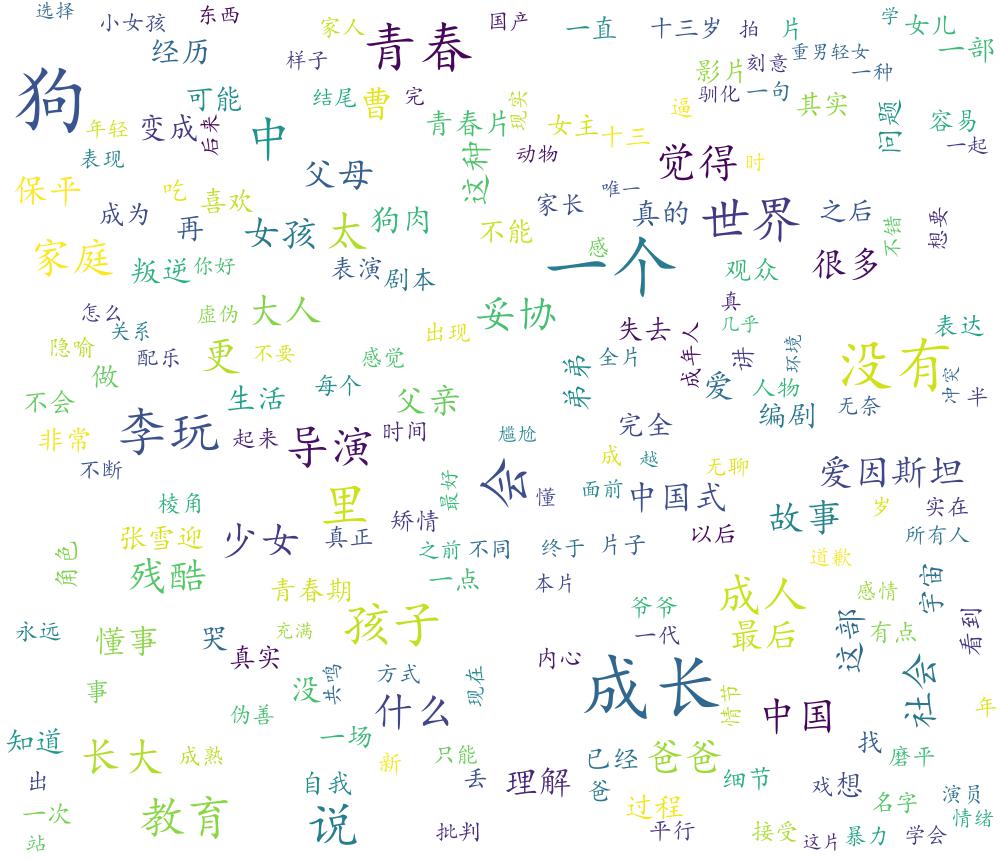 选择
小女孩
东西
经历
家人
样子
青春
国产
一直
十三岁
拍
片
学
女儿
一部
狗
可能
结尾
曹
完
影片
刻意
重男轻女
一种
驯化
一句
逼
其实
问题
容易
一起
年轻
变成
后来
中
青春片
现实
女主
十三
表现
父母
这种
动物
觉得
时
保平
吃
喜欢
成为
再
女孩
太
狗肉
不能
家长
唯一
真的
世界
之后
不错
想要
家庭
叛逆
你好
表演
剧本
感
一个
观众
很多
怎么
关系
虚伪
大人
出现
妥协
失去
成年人
真
几乎
表达
隐喻
配乐
更
不要
感觉
弟弟
全片
讲
环境
没有
冲突
做
每个
爱
人物
半
不会
生活
父亲
编剧
无奈
非常
李玩
起来
导演
时间
尴尬
完全
不断
会
成
越
无聊
爱因斯坦
棱角
里
最好
懂
面前
中国式
故事
岁
实在
张雪迎
少女
真正
矫情
以后
所有人
角色
之前
不同
终于
片子
道歉
残酷
青春期
一点
本片
成人
感情
宇宙
永远
懂事
哭
充满
孩子
爷爷
一代
最后
这部
有点
看到
真实
内心
事
没
共鸣
方式
现在
成长
情节
社会
伪善
什么
中国
年
知道
长大
成熟
一场
新
只能
已经
爸爸
找
磨平
出
自我
丢
理解
爸
细节
戏
想
演员
一次
教育
说
批判
过程
平行
接受
名字
情绪
站
这片
暴力
学会